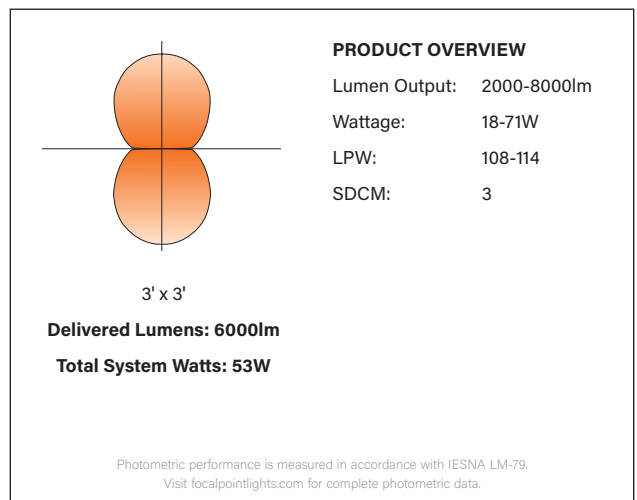 PRODUCT OVERVIEW
Lumen Output: 2000-8000lm
Wattage: 18-71W
LPW: 108-114
SDCM: 3
3' x 3'
Delivered Lumens: 6000lm
Total System Watts: 53W
Photometric performance is measured in accordance with IESNA LM-79.
Visit focalpointlights.com for complete photometric data.